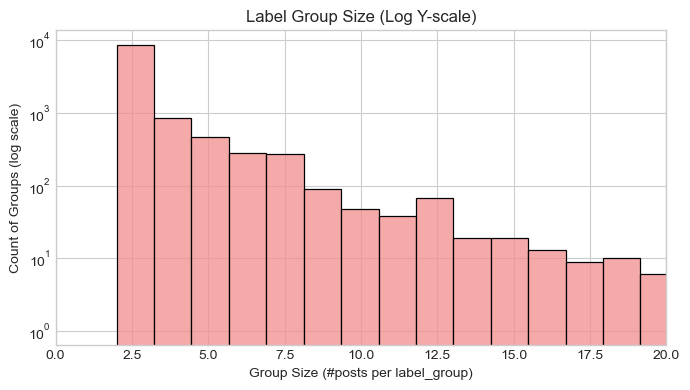 Label Group Size (Log Y-scale)
Count of Groups (log scale)
10^4
10^3
10^2
10^1
10^0
0.0 2.5 5.0 7.5 10.0 12.5 15.0 17.5 20.0
Group Size (#posts per label_group)